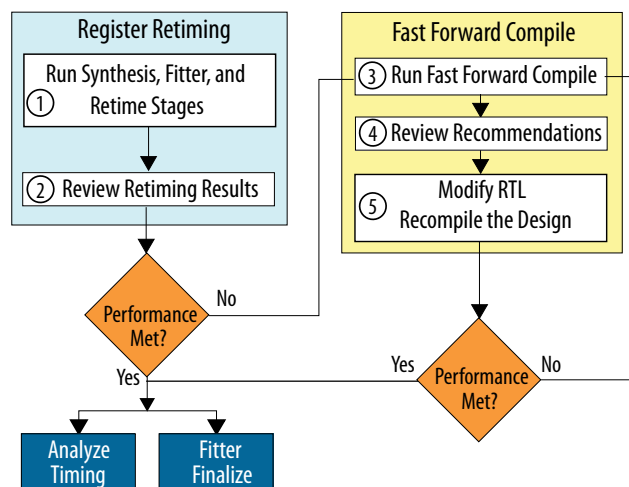 Register Retiming
1
Run Synthesis, Fitter, and
Retime Stages
2 Review Retiming Results
Performance
Met?
No
Yes
Analyze
Timing
Fitter
Finalize
Fast Forward Compile
3 Run Fast Forward Compile
4 Review Recommendations
5
Modify RTL
Recompile the Design
Performance
Met?
Yes
No